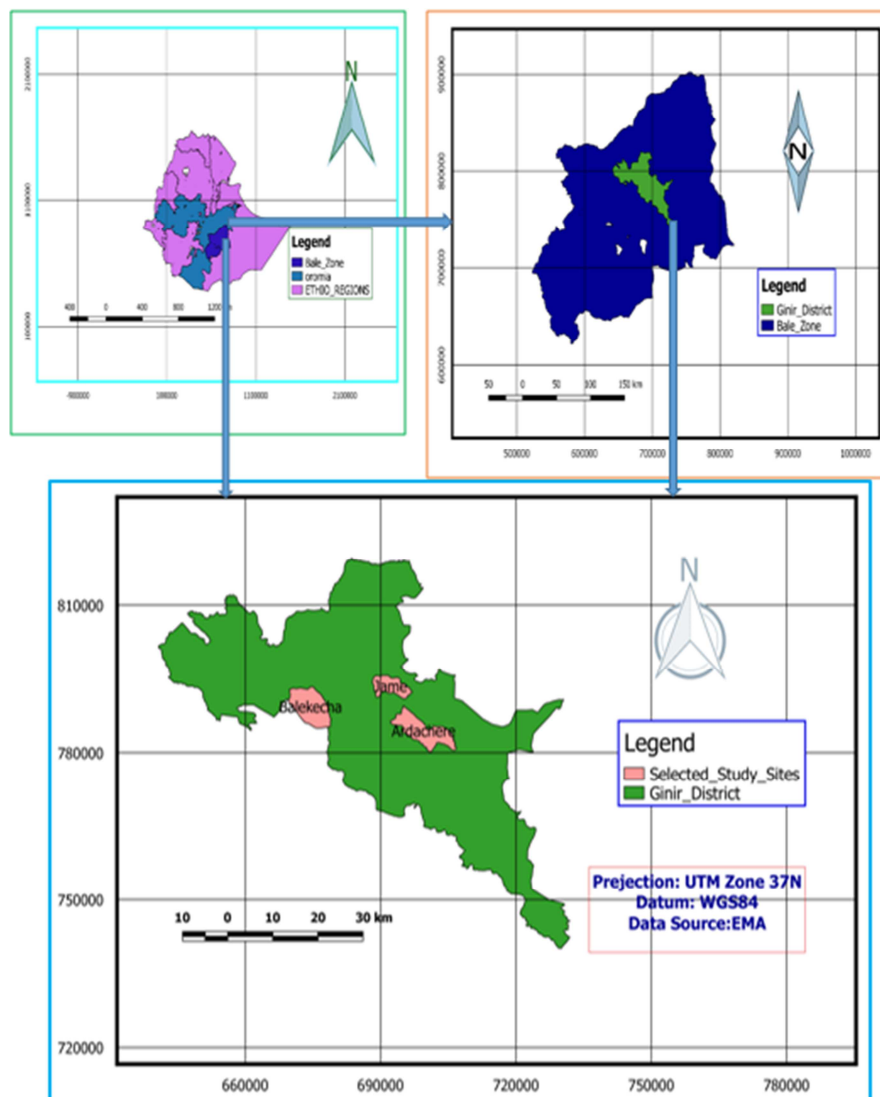 N
2100000
1100000
100000
Legend
Bale_Zone
oromia
ETHIO_REGIONS
400 0 400 800 1200
-900000 100000 1100000 2100000
N
900000
800000
700000
600000
Legend
Ginir_District
Bale_Zone
50 0 50 100 150 km
500000 600000 700000 800000 900000 1000000
N
810000
780000
750000
720000
Jame
Balekecha
Ardachere
Legend
Selected_Study_Sites
Ginir_District
Prejection: UTM Zone 37N
Datum: WGS84
Data Source:EMA
10 0 10 20 30 km
660000 690000 720000 750000 780000